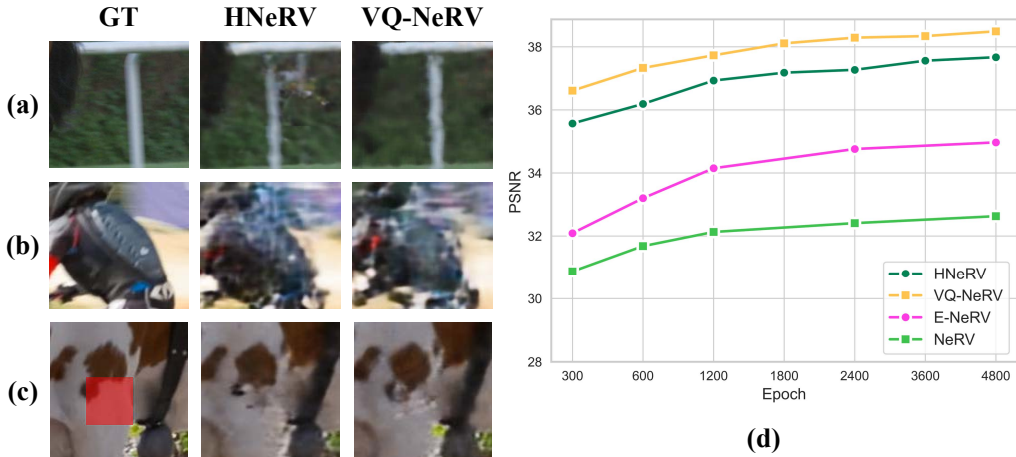 GT HNeRV VQ-NeRV
(a)
(b)
(c)
PSNR
38
36
34
32
30
28
HNeRV
VQ-NeRV
E-NeRV
NeRV
300 600 1200 1800 2400 3600 4800
Epoch
(d)